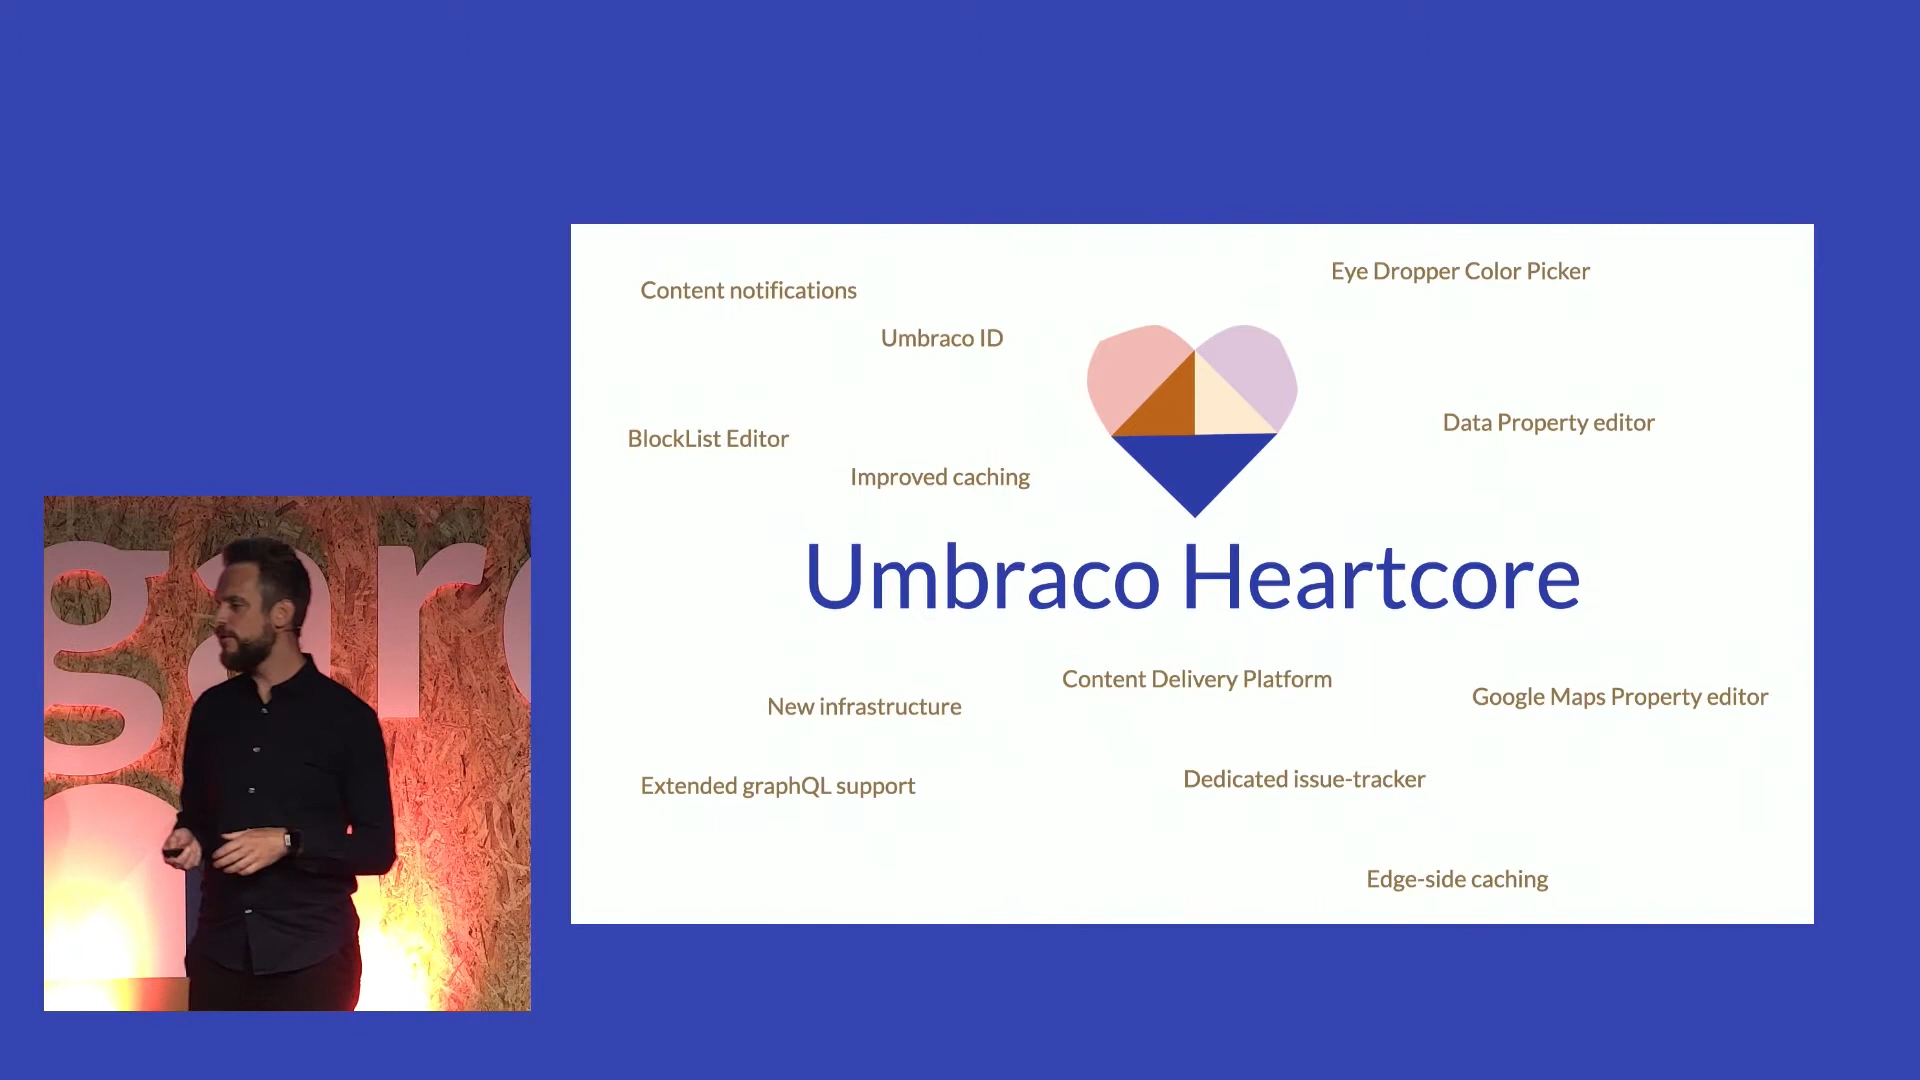 Eye Dropper Color Picker
Content notifications
Umbraco ID
Data Property editor
BlockList Editor
Improved caching
Umbraco Heartcore
Content Delivery Platform
Google Maps Property editor
New infrastructure
Dedicated issue-tracker
Extended graphQL support
Edge-side caching
gar